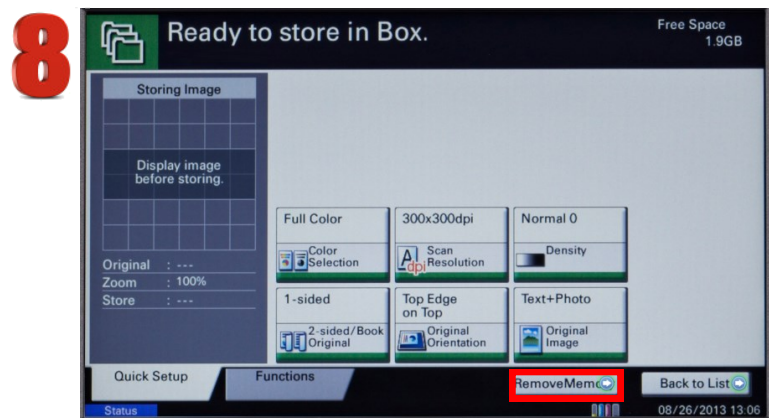 8
Ready to store in Box.
Free Space
1.9GB
Storing Image
Display image
before storing.
Original : ---
Zoom : 100%
Store : ---
Full Color
Color
Selection
300x300dpi
A dpi
Scan
Resolution
Normal 0
Density
1-sided
2-sided/Book
Original
Top Edge
on Top
Original
Orientation
Text+Photo
Original
Image
Quick Setup
Functions
RemoveMemo
Back to List
Status
08/26/2013 13:06